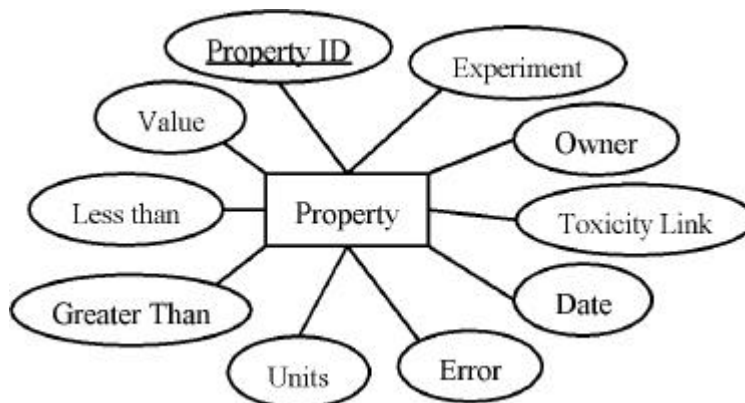 Property ID
Experiment
Value
Owner
Less than
Property
Toxicity Link
Greater Than
Date
Units
Error